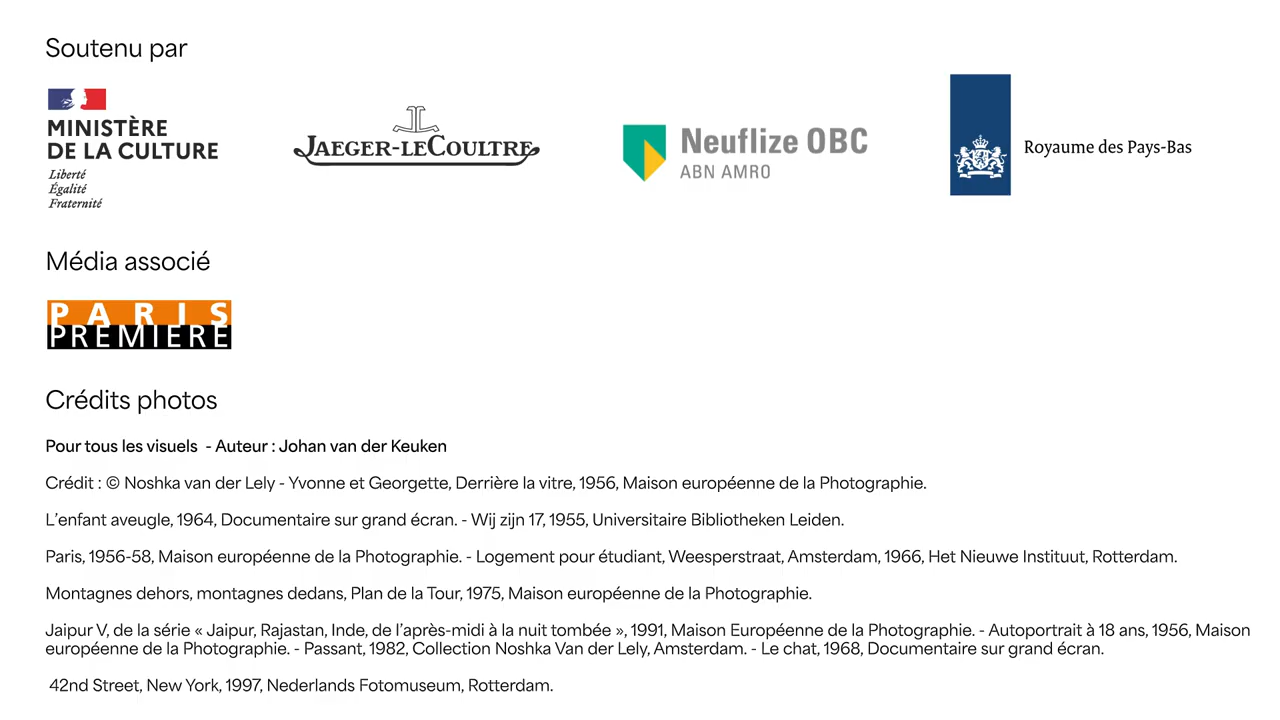 Soutenu par
MINISTÈRE
DE LA CULTURE
Liberté
Égalité
Fraternité
JAEGER-LECOULTRE
Neuflize OBC
ABN AMRO
Royaume des Pays-Bas
Média associé
PARIS
PREMIERE
Crédits photos
Pour tous les visuels - Auteur : Johan van der Keuken
Crédit : © Noshka van der Lely - Yvonne et Georgette, Derrière la vitre, 1956, Maison européenne de la Photographie.
L’enfant aveugle, 1964, Documentaire sur grand écran. - Wij zijn 17, 1955, Universitaire Bibliotheken Leiden.
Paris, 1956-58, Maison européenne de la Photographie. - Logement pour étudiant, Weesperstraat, Amsterdam, 1966, Het Nieuwe Instituut, Rotterdam.
Montagnes dehors, montagnes dedans, Plan de la Tour, 1975, Maison européenne de la Photographie.
Jaipur V, de la série « Jaipur, Rajastan, Inde, de l’après-midi à la nuit tombée », 1991, Maison Européenne de la Photographie. - Autoportrait à 18 ans, 1956, Maison
européenne de la Photographie. - Passant, 1982, Collection Noshka Van der Lely, Amsterdam. - Le chat, 1968, Documentaire sur grand écran.
42nd Street, New York, 1997, Nederlands Fotomuseum, Rotterdam.